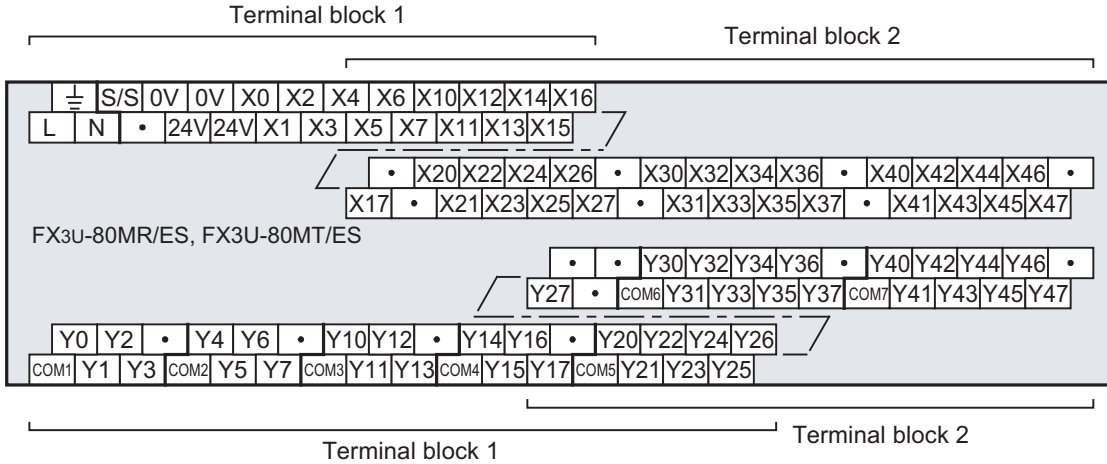 Terminal block 1
Terminal block 2
⏚ S/S 0V 0V X0 X2 X4 X6 X10 X12 X14 X16
L N • 24V 24V X1 X3 X5 X7 X11 X13 X15
• X20 X22 X24 X26 • X30 X32 X34 X36 • X40 X42 X44 X46 •
X17 • X21 X23 X25 X27 • X31 X33 X35 X37 • X41 X43 X45 X47
FX3U-80MR/ES, FX3U-80MT/ES
• • Y30 Y32 Y34 Y36 • Y40 Y42 Y44 Y46 •
Y27 • COM6 Y31 Y33 Y35 Y37 COM7 Y41 Y43 Y45 Y47
Y0 Y2 • Y4 Y6 • Y10 Y12 • Y14 Y16 • Y20 Y22 Y24 Y26
COM1 Y1 Y3 COM2 Y5 Y7 COM3 Y11 Y13 COM4 Y15 Y17 COM5 Y21 Y23 Y25
Terminal block 1
Terminal block 2